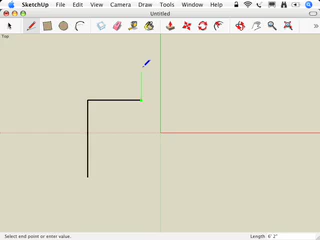 SketchUp File Edit View Camera Draw Tools Window Help
Untitled
Top
Select end point or enter value. Length 6' 2"